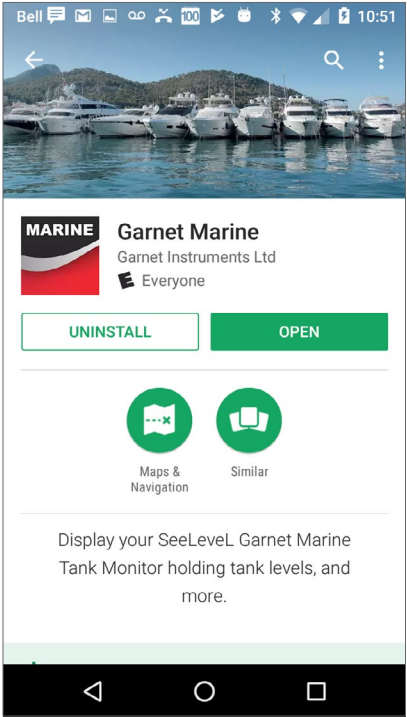 Bell 100 10:51
MARINE
Garnet Marine
Garnet Instruments Ltd
E Everyone
UNINSTALL
OPEN
Maps &
Navigation
Similar
Display your SeeLeveL Garnet Marine
Tank Monitor holding tank levels, and
more.